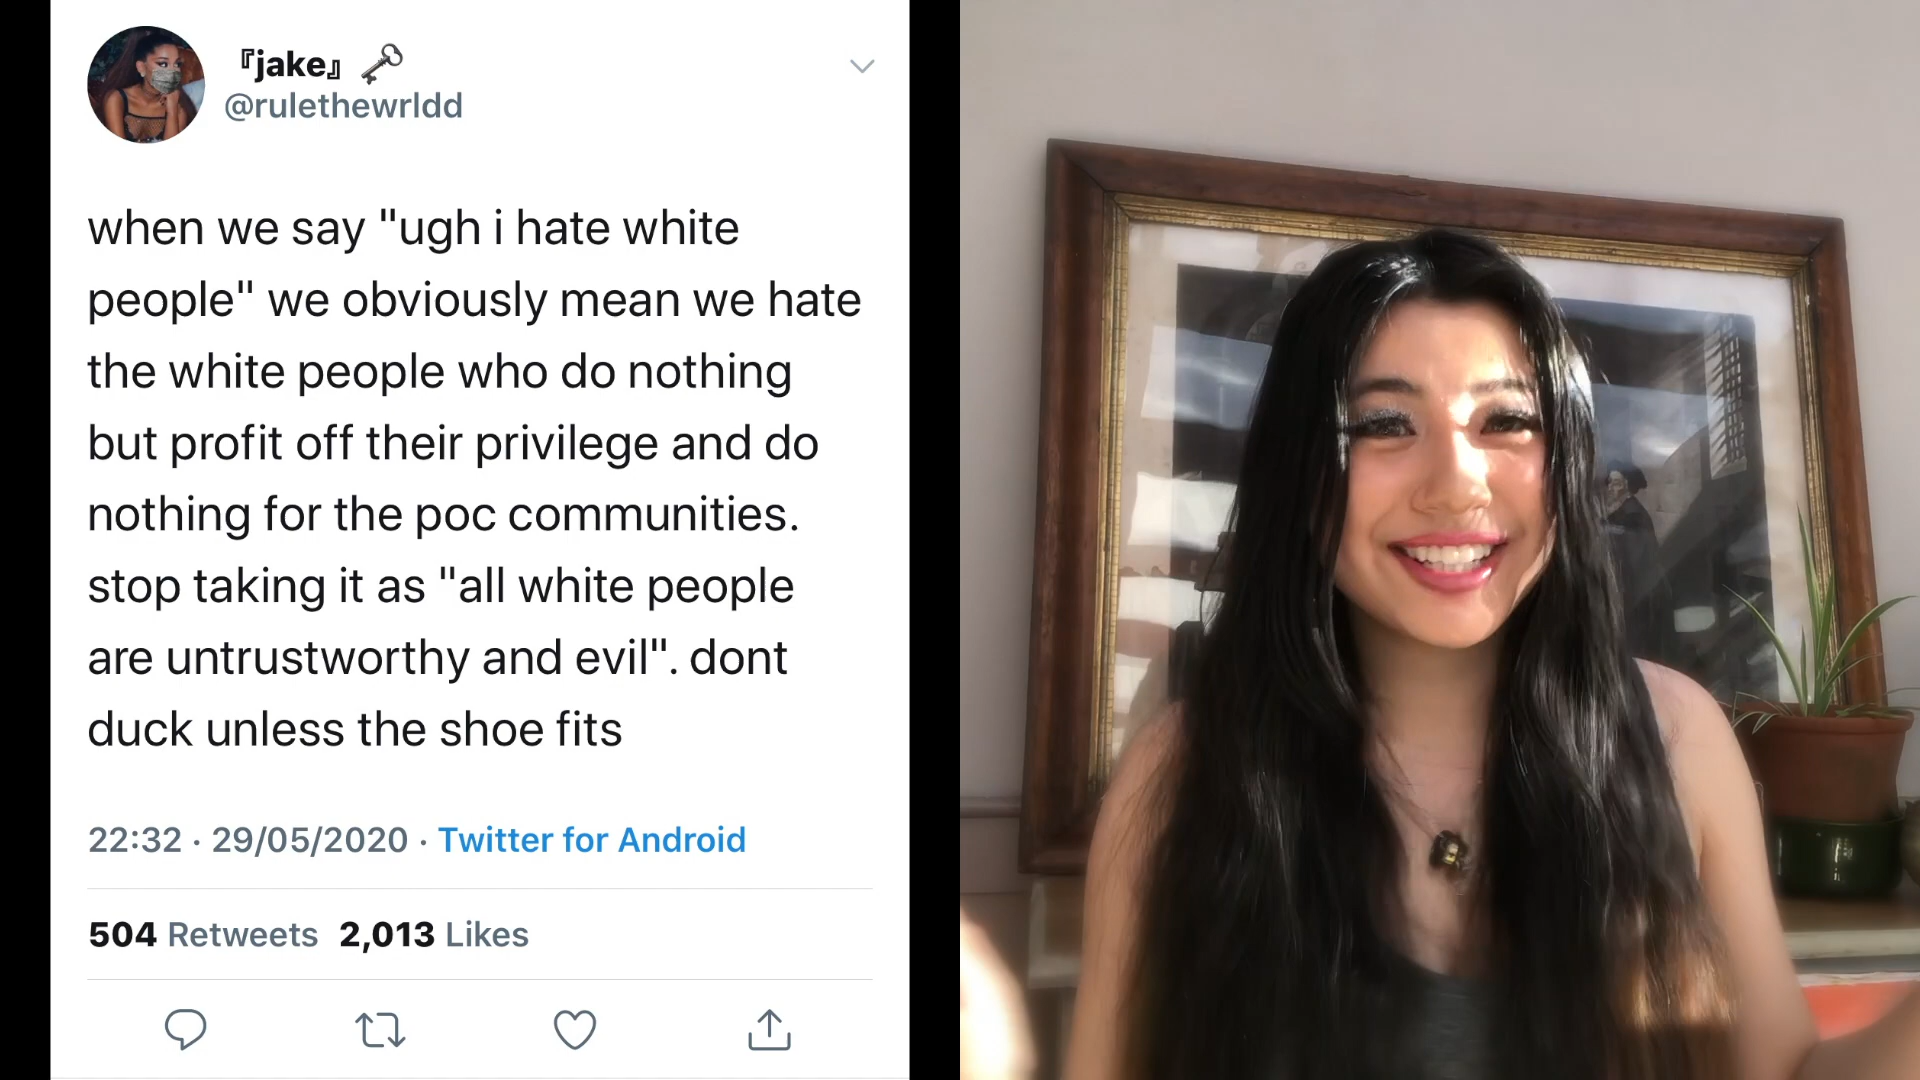 『jake』 🗝
@rulethewrldd
when we say "ugh i hate white
people" we obviously mean we hate
the white people who do nothing
but profit off their privilege and do
nothing for the poc communities.
stop taking it as "all white people
are untrustworthy and evil". dont
duck unless the shoe fits
22:32 · 29/05/2020 · Twitter for Android
504 Retweets 2,013 Likes